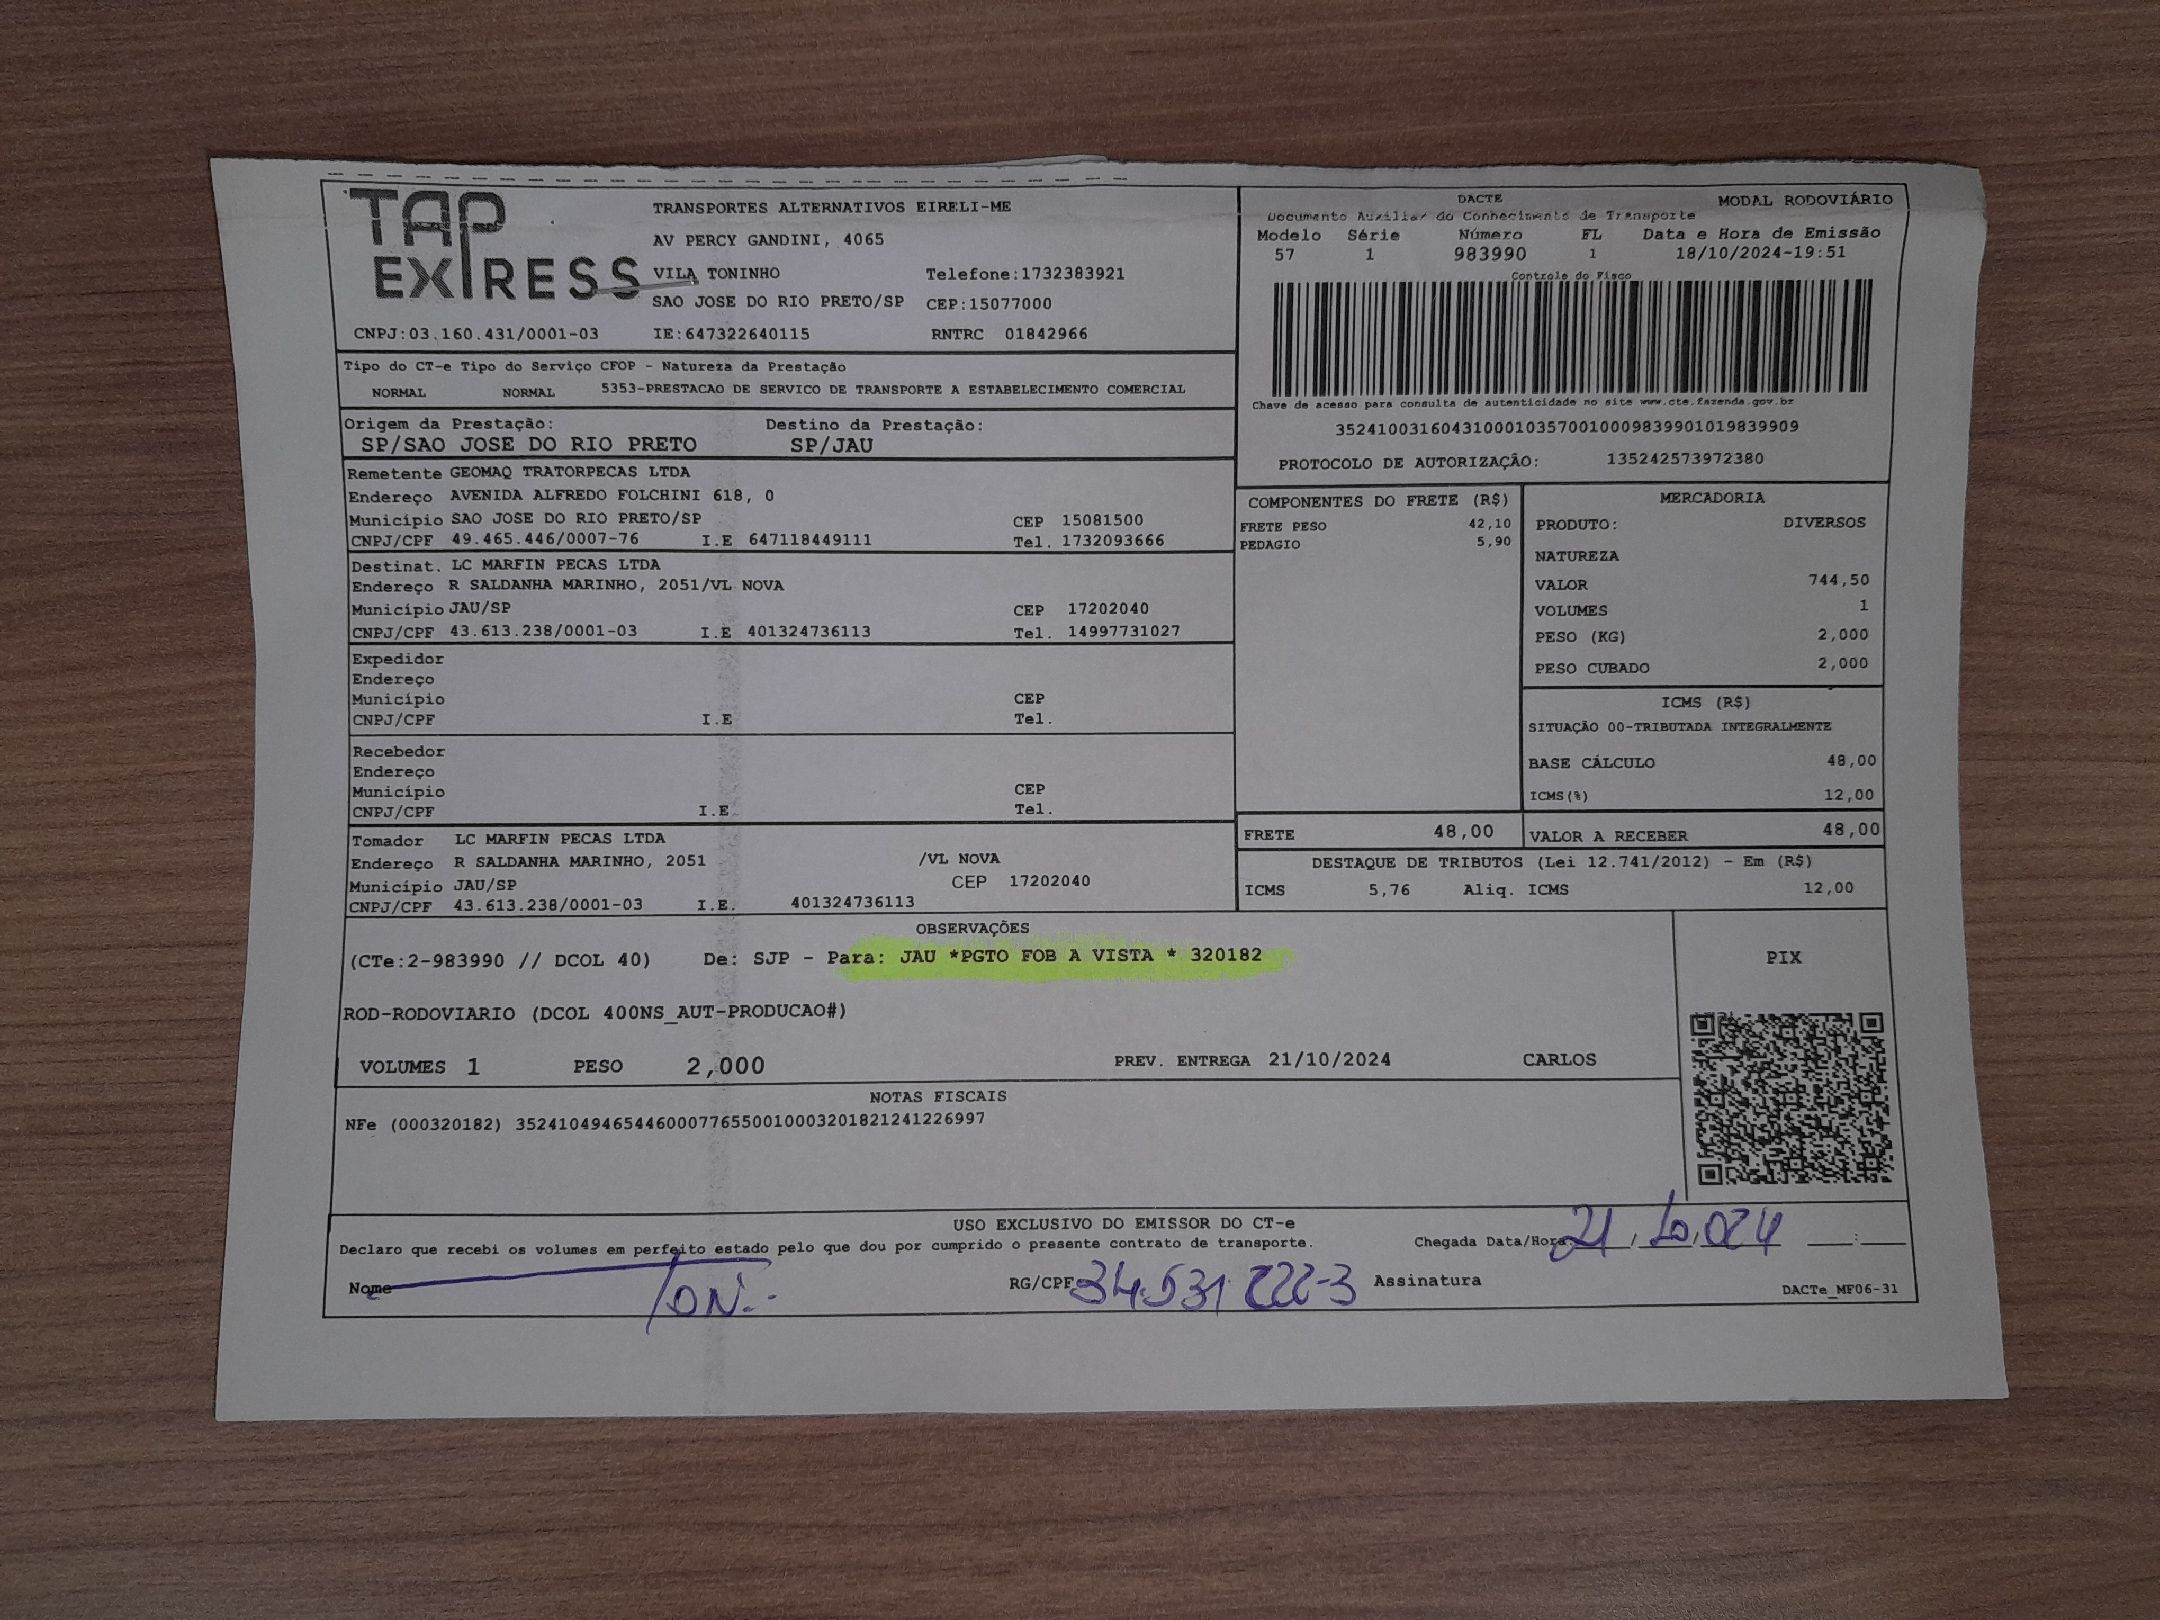 TAP
EXPRESS
TRANSPORTES ALTERNATIVOS EIRELI-ME
AV PERCY GANDINI, 4065
VILA TONINHO Telefone:1732383921
SAO JOSE DO RIO PRETO/SP CEP:15077000
CNPJ:03.160.431/0001-03 IE:647322640115 RNTRC 01842966
DACTE MODAL RODOVIÁRIO
Documento Auxiliar do Conhecimento de Transporte
Modelo Série Número FL Data e Hora de Emissão
57 1 983990 1 18/10/2024-19:51
Controle do Fisco
Chave de acesso para consulta de autenticidade no site www.cte.fazenda.gov.br
35241003160431000103570010009839901019839909
PROTOCOLO DE AUTORIZAÇÃO: 135242573972380
Tipo do CT-e Tipo do Serviço CFOP - Natureza da Prestação
NORMAL NORMAL 5353-PRESTACAO DE SERVICO DE TRANSPORTE A ESTABELECIMENTO COMERCIAL
Origem da Prestação: Destino da Prestação:
SP/SAO JOSE DO RIO PRETO SP/JAU
Remetente GEOMAQ TRATORPECAS LTDA
Endereço AVENIDA ALFREDO FOLCHINI 618, 0
Município SAO JOSE DO RIO PRETO/SP CEP 15081500
CNPJ/CPF 49.465.446/0007-76 I.E 647118449111 Tel. 1732093666
Destinat. LC MARFIN PECAS LTDA
Endereço R SALDANHA MARINHO, 2051/VL NOVA
Município JAU/SP CEP 17202040
CNPJ/CPF 43.613.238/0001-03 I.E 401324736113 Tel. 14997731027
Expedidor
Endereço
Município CEP
CNPJ/CPF I.E Tel.
Recebedor
Endereço
Município CEP
CNPJ/CPF I.E Tel.
Tomador LC MARFIN PECAS LTDA
Endereço R SALDANHA MARINHO, 2051 /VL NOVA
Município JAU/SP CEP 17202040
CNPJ/CPF 43.613.238/0001-03 I.E. 401324736113
COMPONENTES DO FRETE (R$)
FRETE PESO 42,10
PEDAGIO 5,90
MERCADORIA
PRODUTO: DIVERSOS
NATUREZA
VALOR 744,50
VOLUMES 1
PESO (KG) 2,000
PESO CUBADO 2,000
ICMS (R$)
SITUAÇÃO 00-TRIBUTADA INTEGRALMENTE
BASE CÁLCULO 48,00
ICMS(%) 12,00
FRETE 48,00 VALOR A RECEBER 48,00
DESTAQUE DE TRIBUTOS (Lei 12.741/2012) - Em (R$)
ICMS 5,76 Aliq. ICMS 12,00
OBSERVAÇÕES
(CTe:2-983990 // DCOL 40) De: SJP - Para: JAU *PGTO FOB A VISTA * 320182
ROD-RODOVIARIO (DCOL 400NS_AUT-PRODUCAO#)
VOLUMES 1 PESO 2,000 PREV. ENTREGA 21/10/2024 CARLOS
PIX
NOTAS FISCAIS
NFe (000320182) 35241049465446000776550010003201821241226997
USO EXCLUSIVO DO EMISSOR DO CT-e
Declaro que recebi os volumes em perfeito estado pelo que dou por cumprido o presente contrato de transporte. Chegada Data/Hora
Nome RG/CPF 34.531 222-3 Assinatura
DACTe_MF06-31